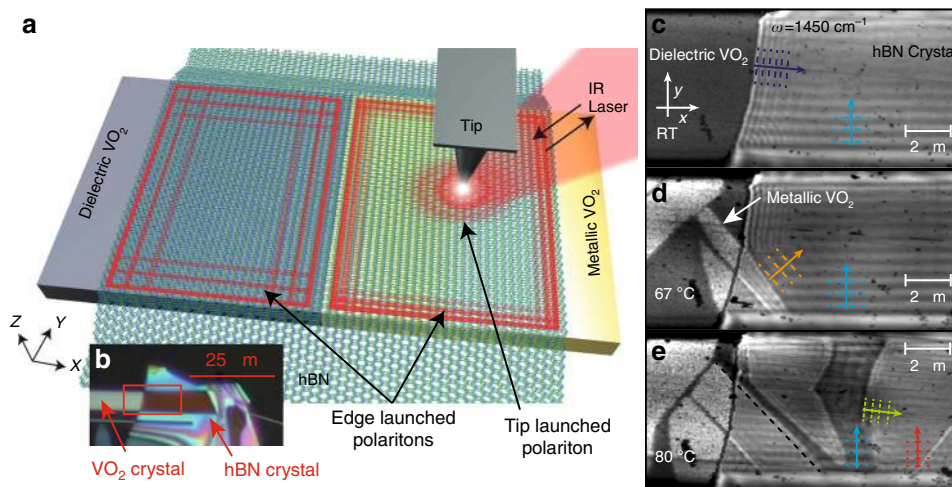 a
Dielectric VO2
Tip
IR
Laser
Metallic VO2
Z
Y
X
b
25 m
hBN
VO2 crystal
hBN crystal
Edge launched
polaritons
Tip launched
polariton
c
ω=1450 cm−1
Dielectric VO2
hBN Crystal
y
x
RT
2 m
d
Metallic VO2
67 °C
2 m
e
2 m
80 °C